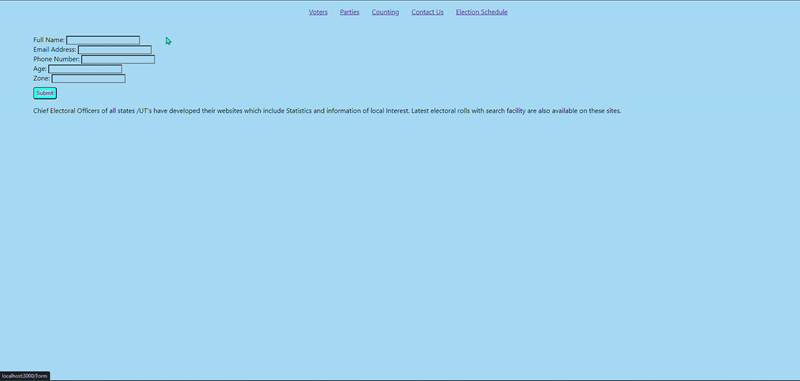 Voters Parties Counting Contact Us Election Schedule
Full Name:
Email Address:
Phone Number:
Age:
Zone:
Submit
Chief Electoral Officers of all states /UT's have developed their websites which include Statistics and information of local Interest. Latest electoral rolls with search facility are also available on these sites.
localhost:3000/Form